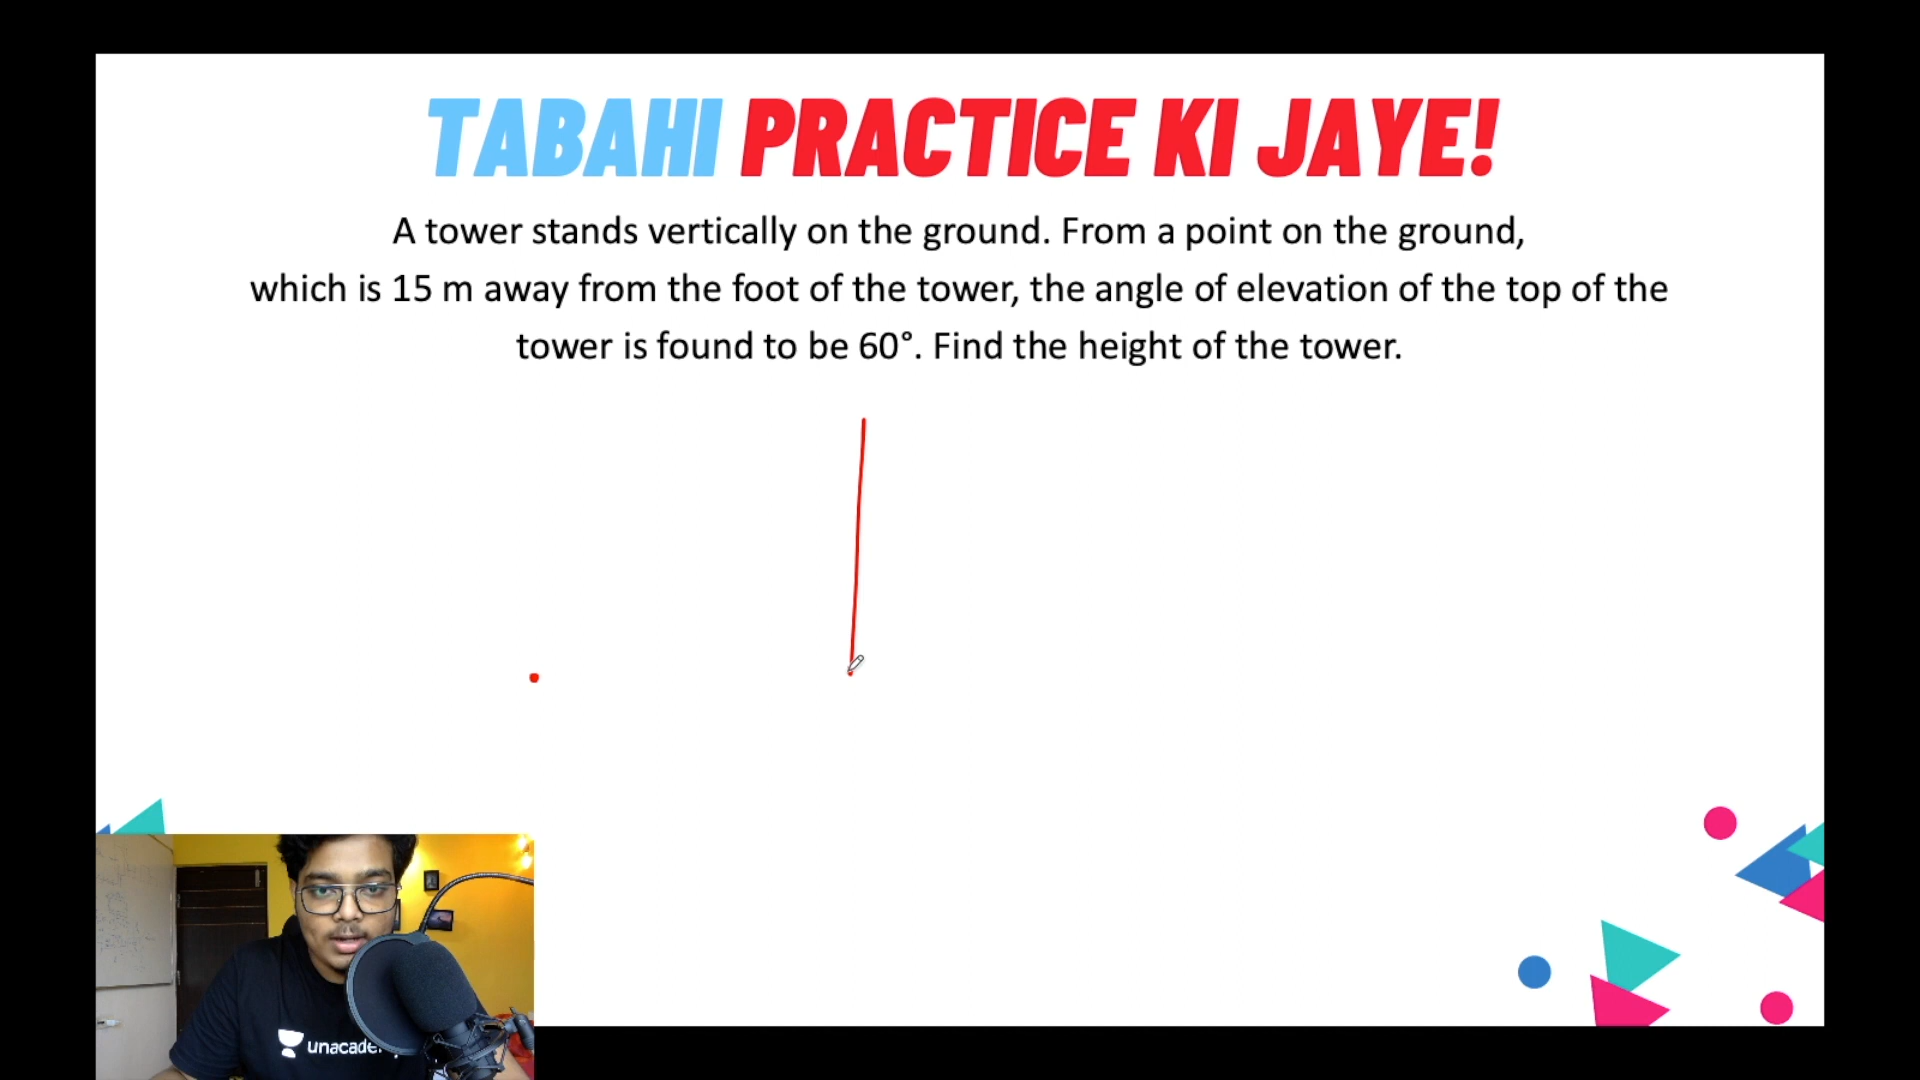 TABAHI PRACTICE KI JAYE!
A tower stands vertically on the ground. From a point on the ground,
which is 15 m away from the foot of the tower, the angle of elevation of the top of the
tower is found to be 60°. Find the height of the tower.